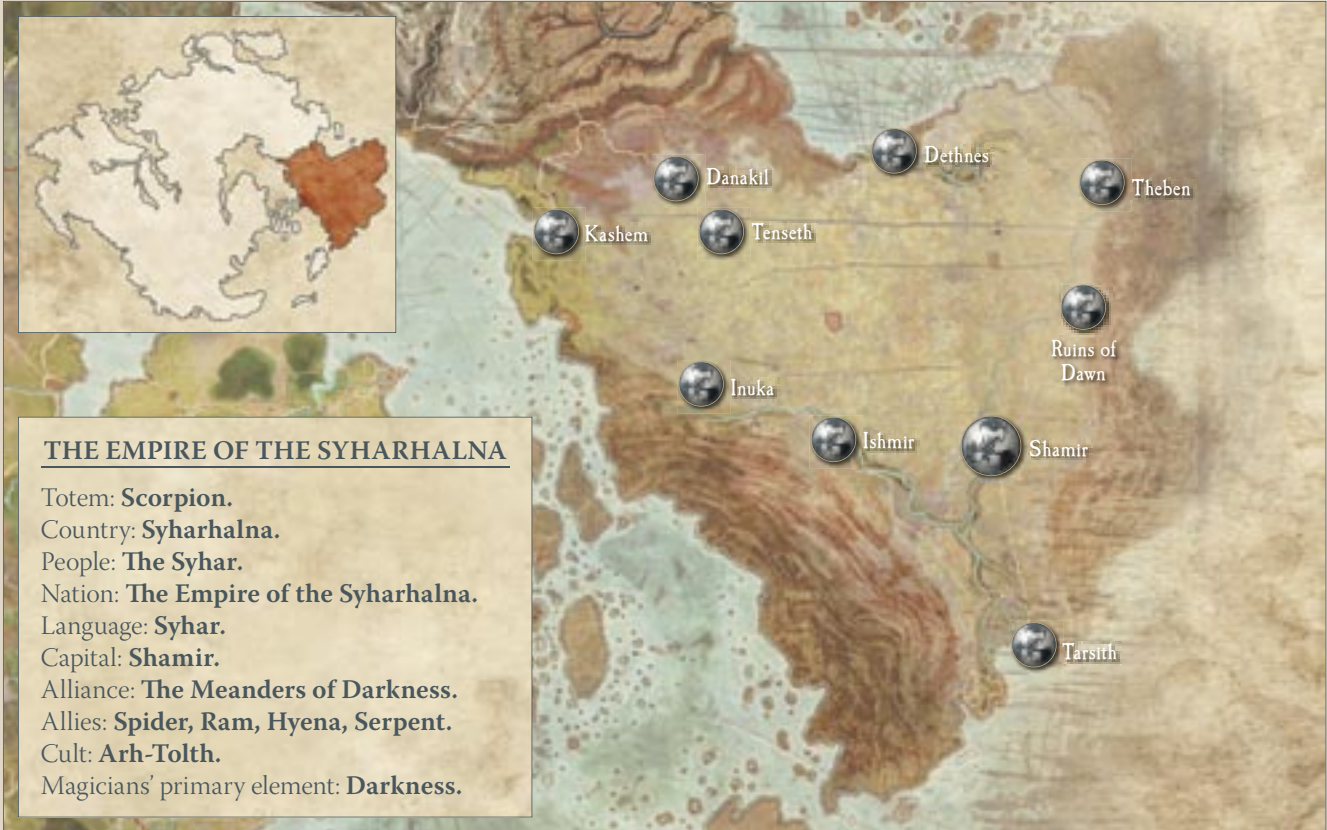 Dethnes
Danakil
Theben
Kashem
Tenseth
Ruins of
Dawn
Inuka
Ishmir
Shamir
Tarsith
THE EMPIRE OF THE SYHARHALNA
Totem: Scorpion.
Country: Syharhalna.
People: The Syhar.
Nation: The Empire of the Syharhalna.
Language: Syhar.
Capital: Shamir.
Alliance: The Meanders of Darkness.
Allies: Spider, Ram, Hyena, Serpent.
Cult: Arh-Tolth.
Magicians’ primary element: Darkness.